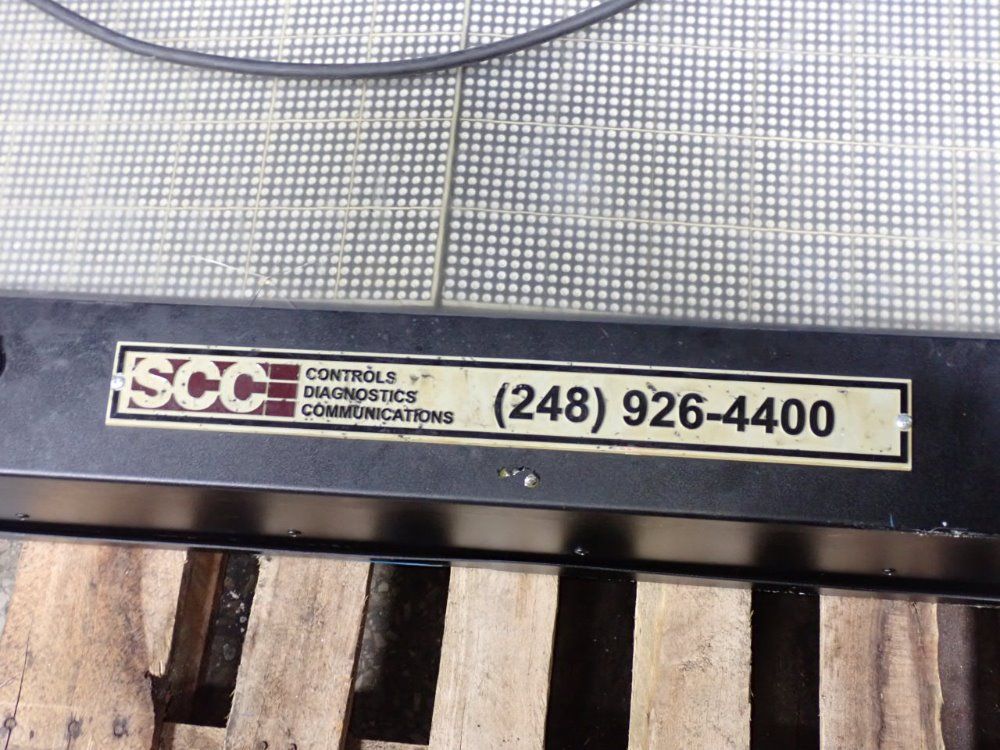 SCC
CONTROLS
DIAGNOSTICS
COMMUNICATIONS
(248) 926-4400